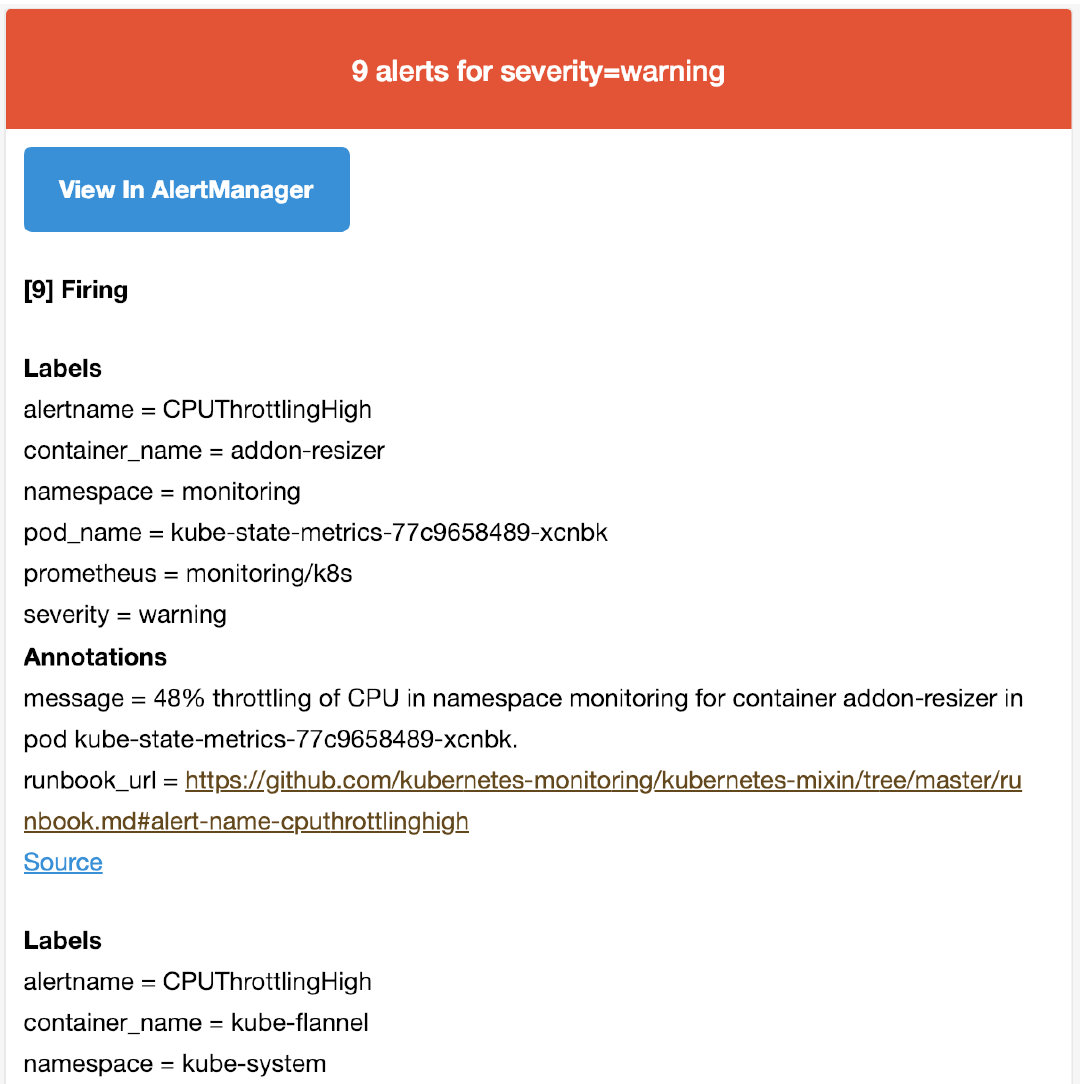 9 alerts for severity=warning
View In AlertManager
[9] Firing
Labels
alertname = CPUThrottlingHigh
container_name = addon-resizer
namespace = monitoring
pod_name = kube-state-metrics-77c9658489-xcnbk
prometheus = monitoring/k8s
severity = warning
Annotations
message = 48% throttling of CPU in namespace monitoring for container addon-resizer in
pod kube-state-metrics-77c9658489-xcnbk.
runbook_url = https://github.com/kubernetes-monitoring/kubernetes-mixin/tree/master/ru
nbook.md#alert-name-cputhrottlinghigh
Source
Labels
alertname = CPUThrottlingHigh
container_name = kube-flannel
namespace = kube-system